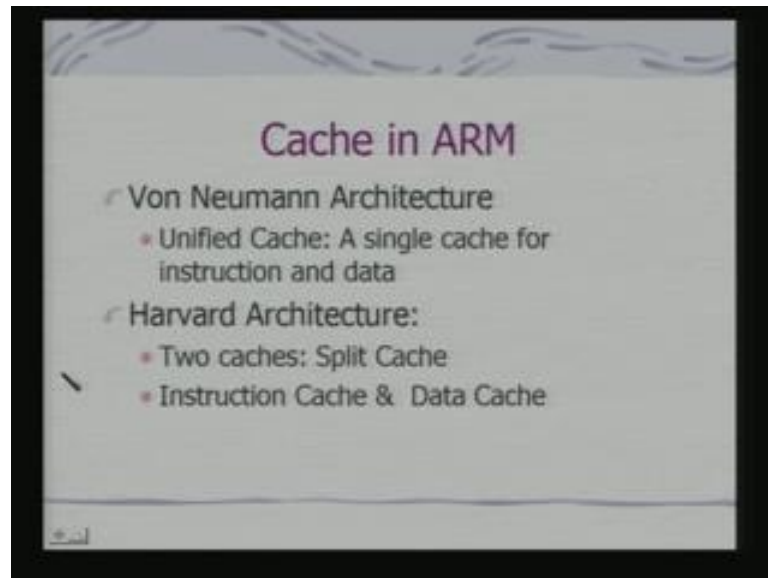 Cache in ARM
Von Neumann Architecture
Unified Cache: A single cache for
instruction and data
Harvard Architecture:
Two caches: Split Cache
Instruction Cache & Data Cache